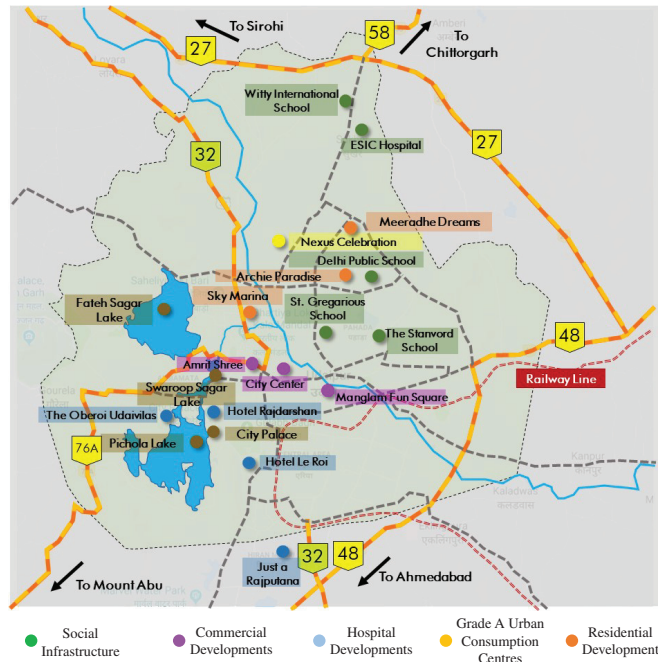 To Sirohi
58
To
Chittorgarh
27
Witty International
School
ESIC Hospital
32
27
Meeradhe Dreams
Nexus Celebration
Delhi Public School
Archie Paradise
Sky Marina
Fateh Sagar
Lake
St. Gregarious
School
The Stanvord
School
48
Amrit Shree
City Center
Railway Line
Swaroop Sagar
Lake
Manglam Fun Square
The Oberoi Udaivilas
Hotel Rajdarshan
City Palace
Pichola Lake
76A
Hotel Le Roi
Kanpur
कानपुर
Kaladwas
कलड़वास
32
48
Just a
Rajputana
To Mount Abu
To Ahmedabad
Social
Infrastructure
Commercial
Developments
Hospital
Developments
Grade A Urban
Consumption
Centres
Residential
Development